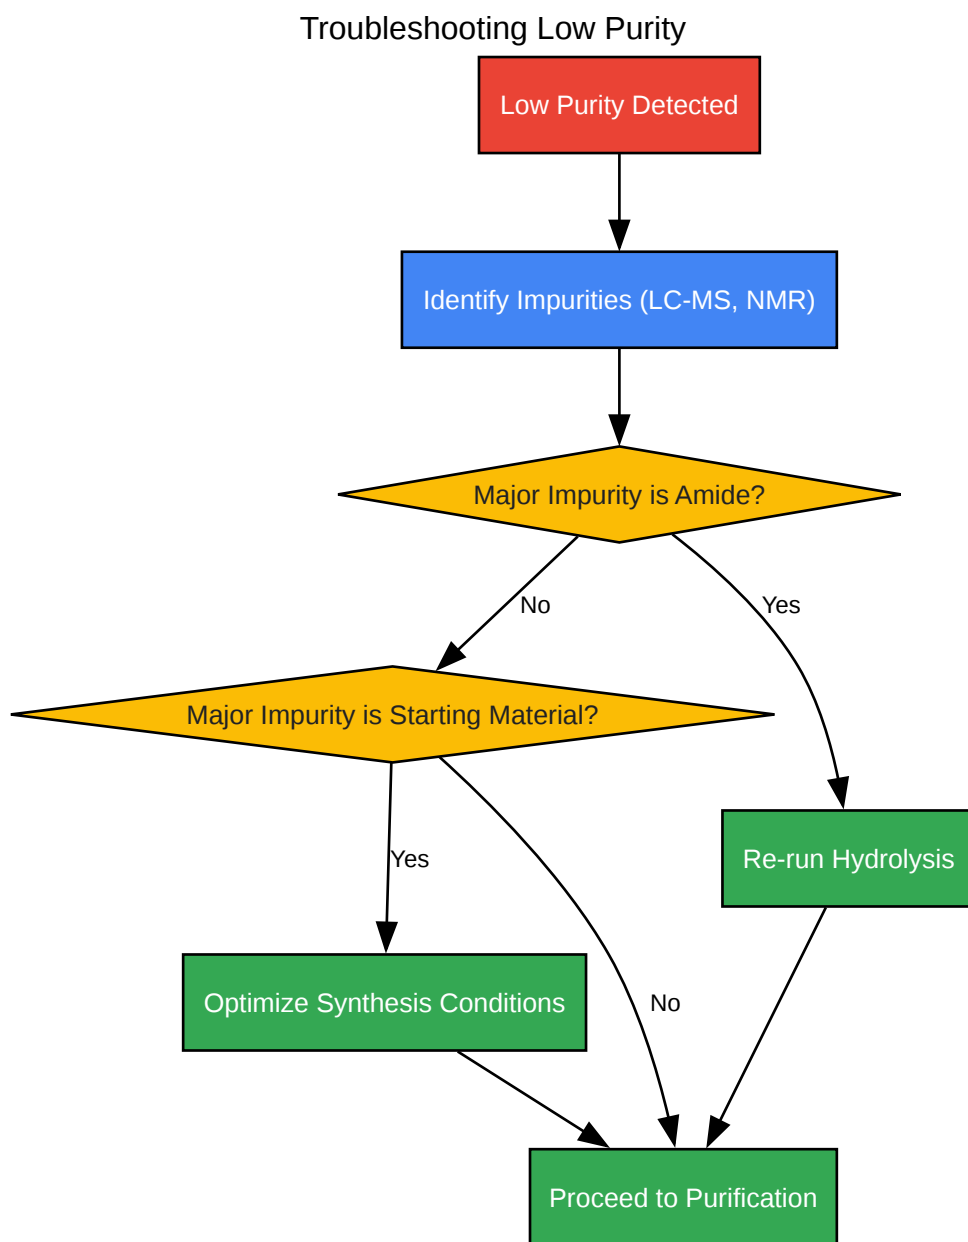 Troubleshooting Low Purity
Low Purity Detected
Identify Impurities (LC-MS, NMR)
Major Impurity is Amide?
No
Yes
Major Impurity is Starting Material?
Yes
Re-run Hydrolysis
Optimize Synthesis Conditions
No
Proceed to Purification